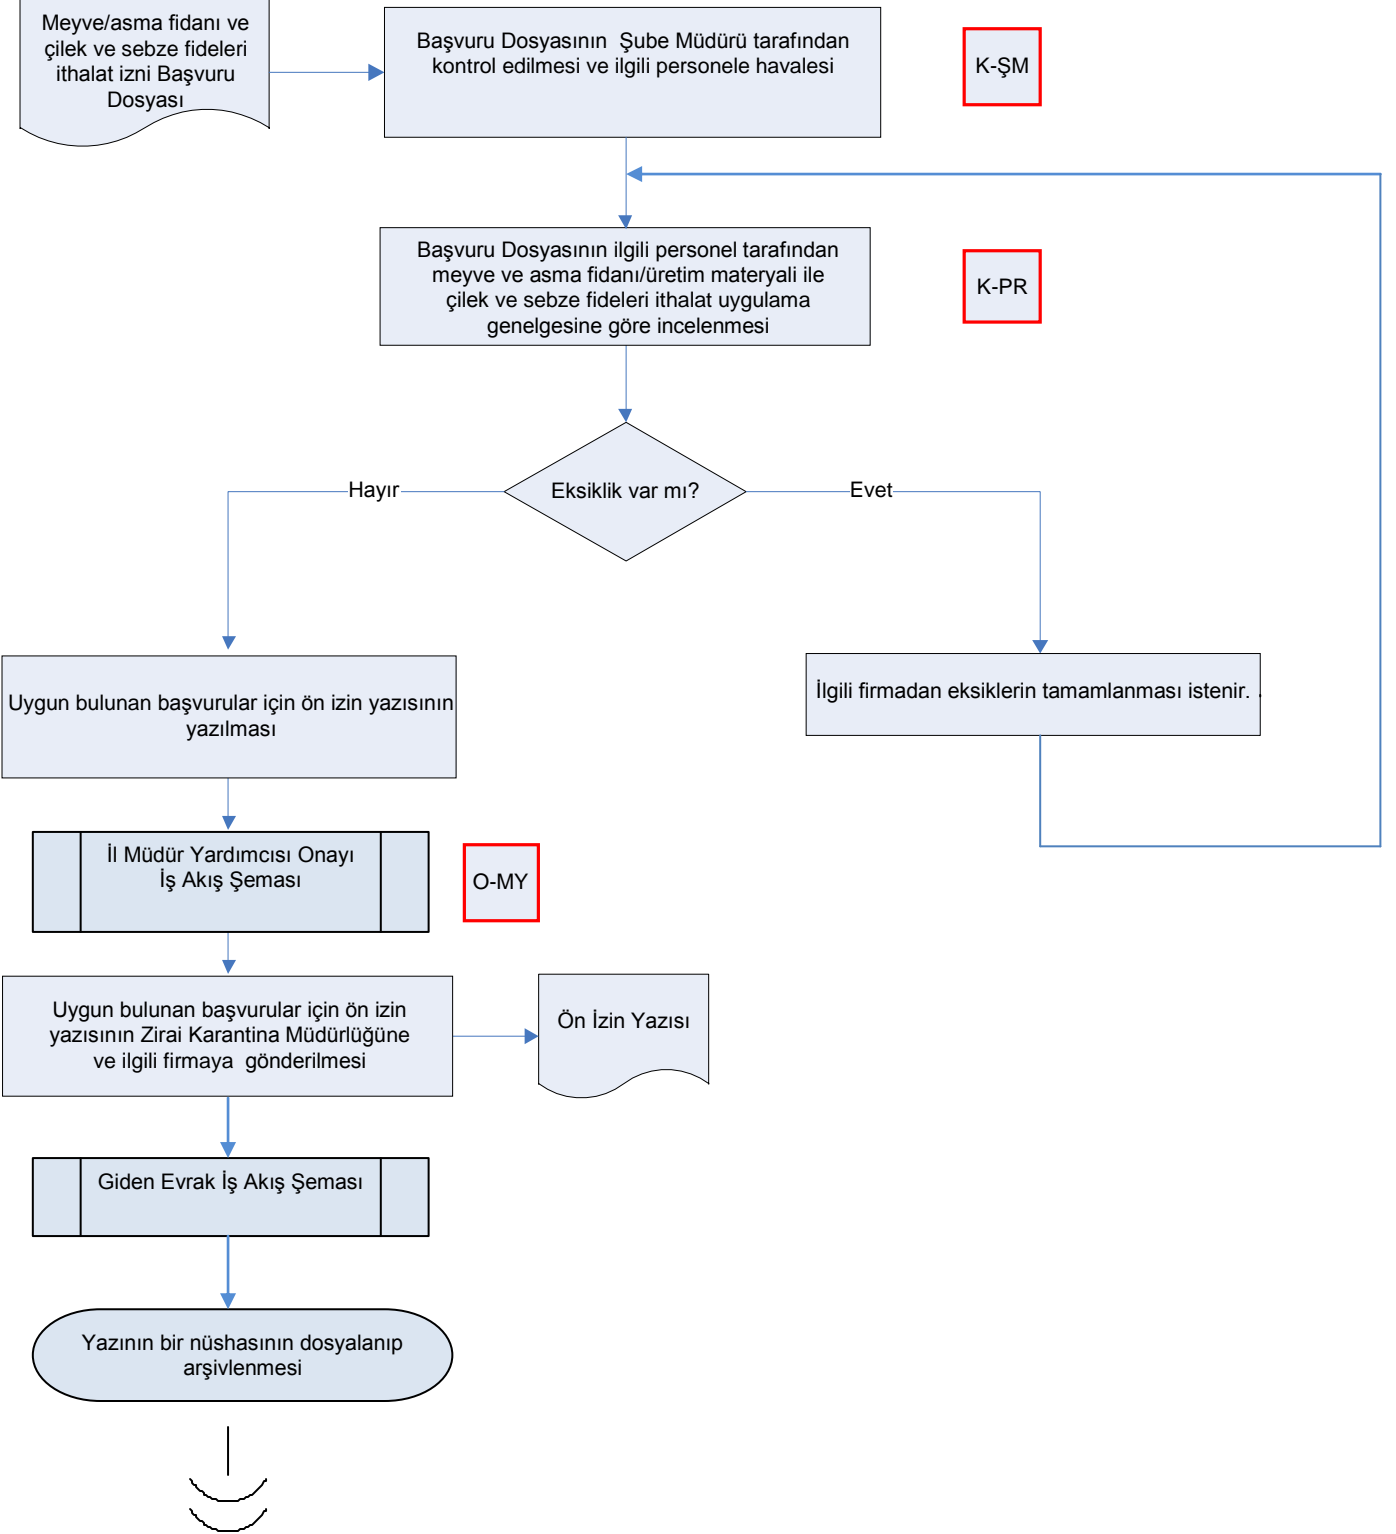 Meyve/asma fidanı ve
çilek ve sebze fideleri
ithalat izni Başvuru
Dosyası
Başvuru Dosyasının Şube Müdürü tarafından
kontrol edilmesi ve ilgili personele havalesi
K-ŞM
Başvuru Dosyasının ilgili personel tarafından
meyve ve asma fidanı/üretim materyali ile
çilek ve sebze fideleri ithalat uygulama
genelgesine göre incelenmesi
K-PR
Hayır
Eksiklik var mı?
Evet
Uygun bulunan başvurular için ön izin yazısının
yazılması
İlgili firmadan eksiklerin tamamlanması istenir. .
İl Müdür Yardımcısı Onayı
İş Akış Şeması
O-MY
Uygun bulunan başvurular için ön izin
yazısının Zirai Karantina Müdürlüğüne
ve ilgili firmaya gönderilmesi
Ön İzin Yazısı
Giden Evrak İş Akış Şeması
Yazının bir nüshasının dosyalanıp
arşivlenmesi